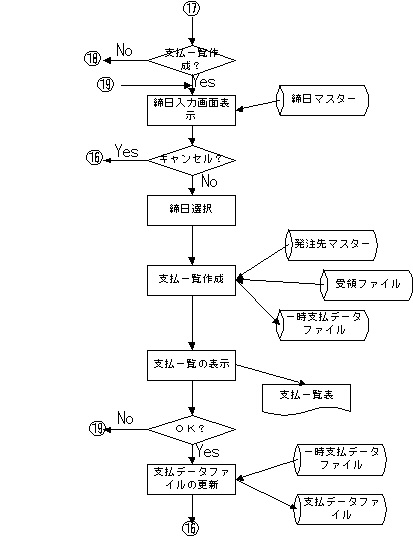 ⑰
支払一覧作
成？
No
⑱
Yes
⑲
締日入力画面表
示
締日マスター
キャンセル？
Yes
⑯
No
締日選択
発注先マスター
支払一覧作成
受領ファイル
一時支払データ
ファイル
支払一覧の表示
支払一覧表
ＯＫ？
No
⑲
Yes
一時支払データ
ファイル
支払データファ
イルの更新
支払データファ
イル
⑯